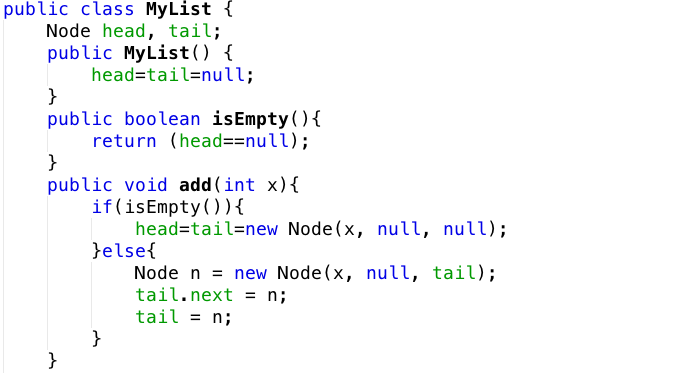 public class MyList {
    Node head, tail;
    public MyList() {
        head=tail=null;
    }
    public boolean isEmpty(){
        return (head==null);
    }
    public void add(int x){
        if(isEmpty()){
            head=tail=new Node(x, null, null);
        }else{
            Node n = new Node(x, null, tail);
            tail.next = n;
            tail = n;
        }
    }